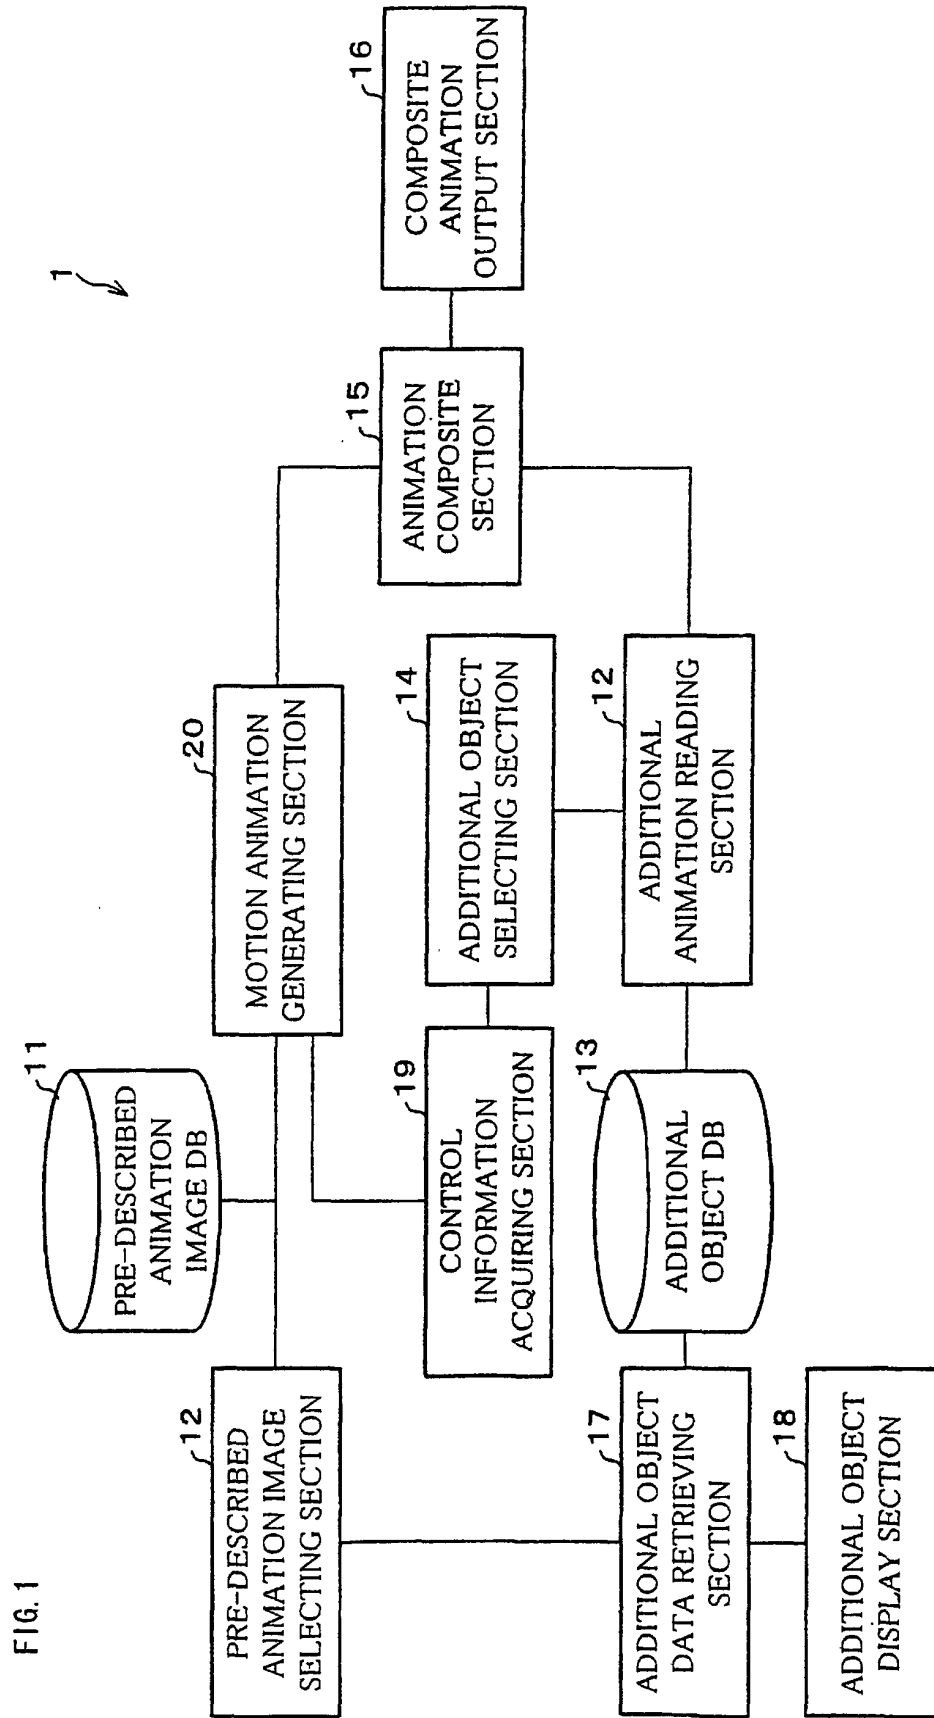 FIG.1
1
12
PRE-DESCRIBED
ANIMATION IMAGE
SELECTING SECTION
11
PRE-DESCRIBED
ANIMATION
IMAGE DB
20
MOTION ANIMATION
GENERATING SECTION
15
ANIMATION
COMPOSITE
SECTION
16
COMPOSITE
ANIMATION
OUTPUT SECTION
19
CONTROL
INFORMATION
ACQUIRING SECTION
14
ADDITIONAL OBJECT
SELECTING SECTION
17
ADDITIONAL OBJECT
DATA RETRIEVING
SECTION
13
ADDITIONAL
OBJECT DB
12
ADDITIONAL
ANIMATION READING
SECTION
18
ADDITIONAL OBJECT
DISPLAY SECTION